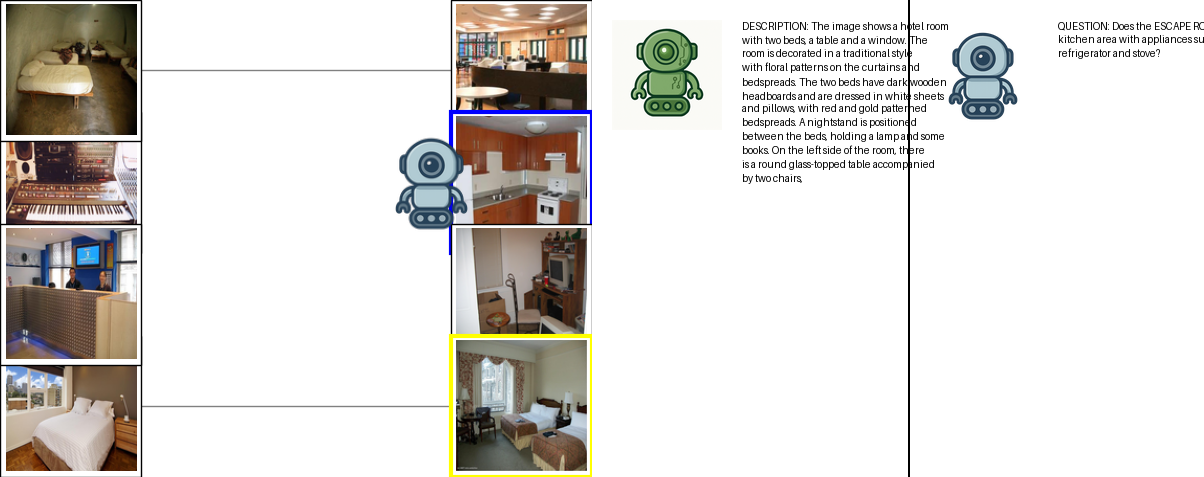 DESCRIPTION: The image shows a hotel room
with two beds, a table and a window. The
room is decorated in a traditional style
with floral patterns on the curtains and
bedspreads. The two beds have dark wooden
headboards and are dressed in white sheets
and pillows, with red and gold patterned
bedspreads. A nightstand is positioned
between the beds, holding a lamp and some
books. On the left side of the room, there
is a round glass-topped table accompanied
by two chairs,
QUESTION: Does the ESCAPE RO
kitchen area with appliances su
refrigerator and stove?